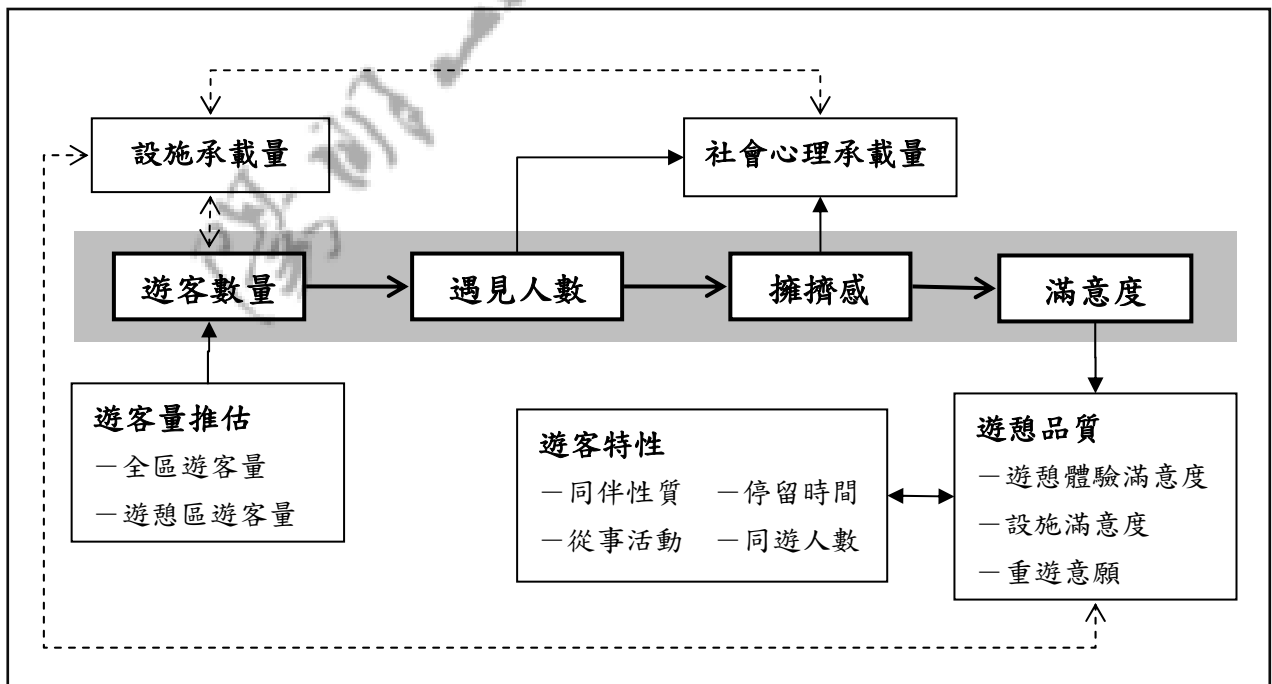 設施承載量
社會心理承載量
遊客數量
遇見人數
擁擠感
滿意度
遊客量推估
－全區遊客量
－遊憩區遊客量
遊客特性
－同伴性質 －停留時間
－從事活動 －同遊人數
遊憩品質
－遊憩體驗滿意度
－設施滿意度
－重遊意願